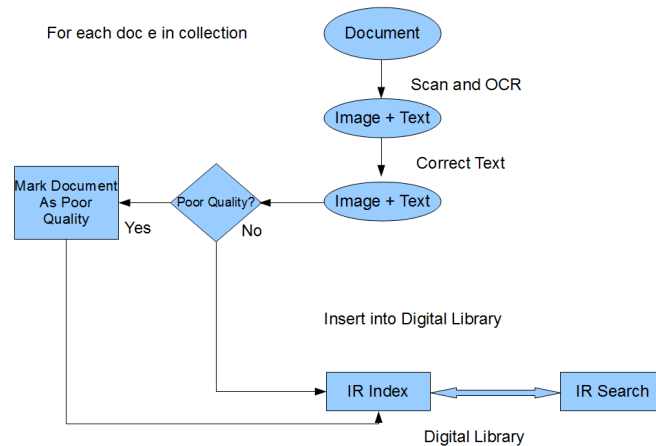 For each doc e in collection
Document
Scan and OCR
Image + Text
Correct Text
Image + Text
Poor Quality?
Mark Document
As Poor
Quality
Yes
No
Insert into Digital Library
IR Index
IR Search
Digital Library